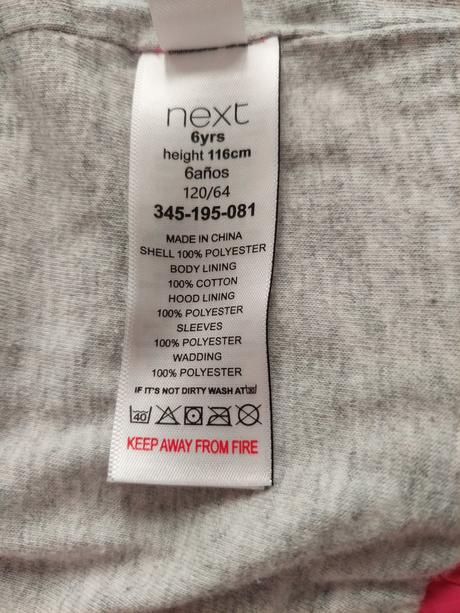 next
6yrs
height 116cm
6años
120/64
345-195-081
MADE IN CHINA
SHELL 100% POLYESTER
BODY LINING
100% COTTON
HOOD LINING
100% POLYESTER
SLEEVES
100% POLYESTER
WADDING
100% POLYESTER
IF IT'S NOT DIRTY WASH AT
40
KEEP AWAY FROM FIRE